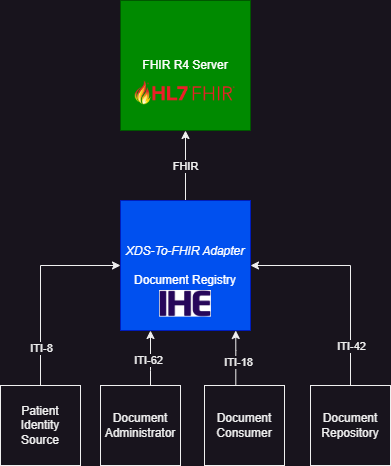 FHIR R4 Server
HL7 FHIR
FHIR
XDS-To-FHIR Adapter
Document Registry
IHE
ITI-8
ITI-62
ITI-18
ITI-42
Patient
Identity
Source
Document
Administrator
Document
Consumer
Document
Repository